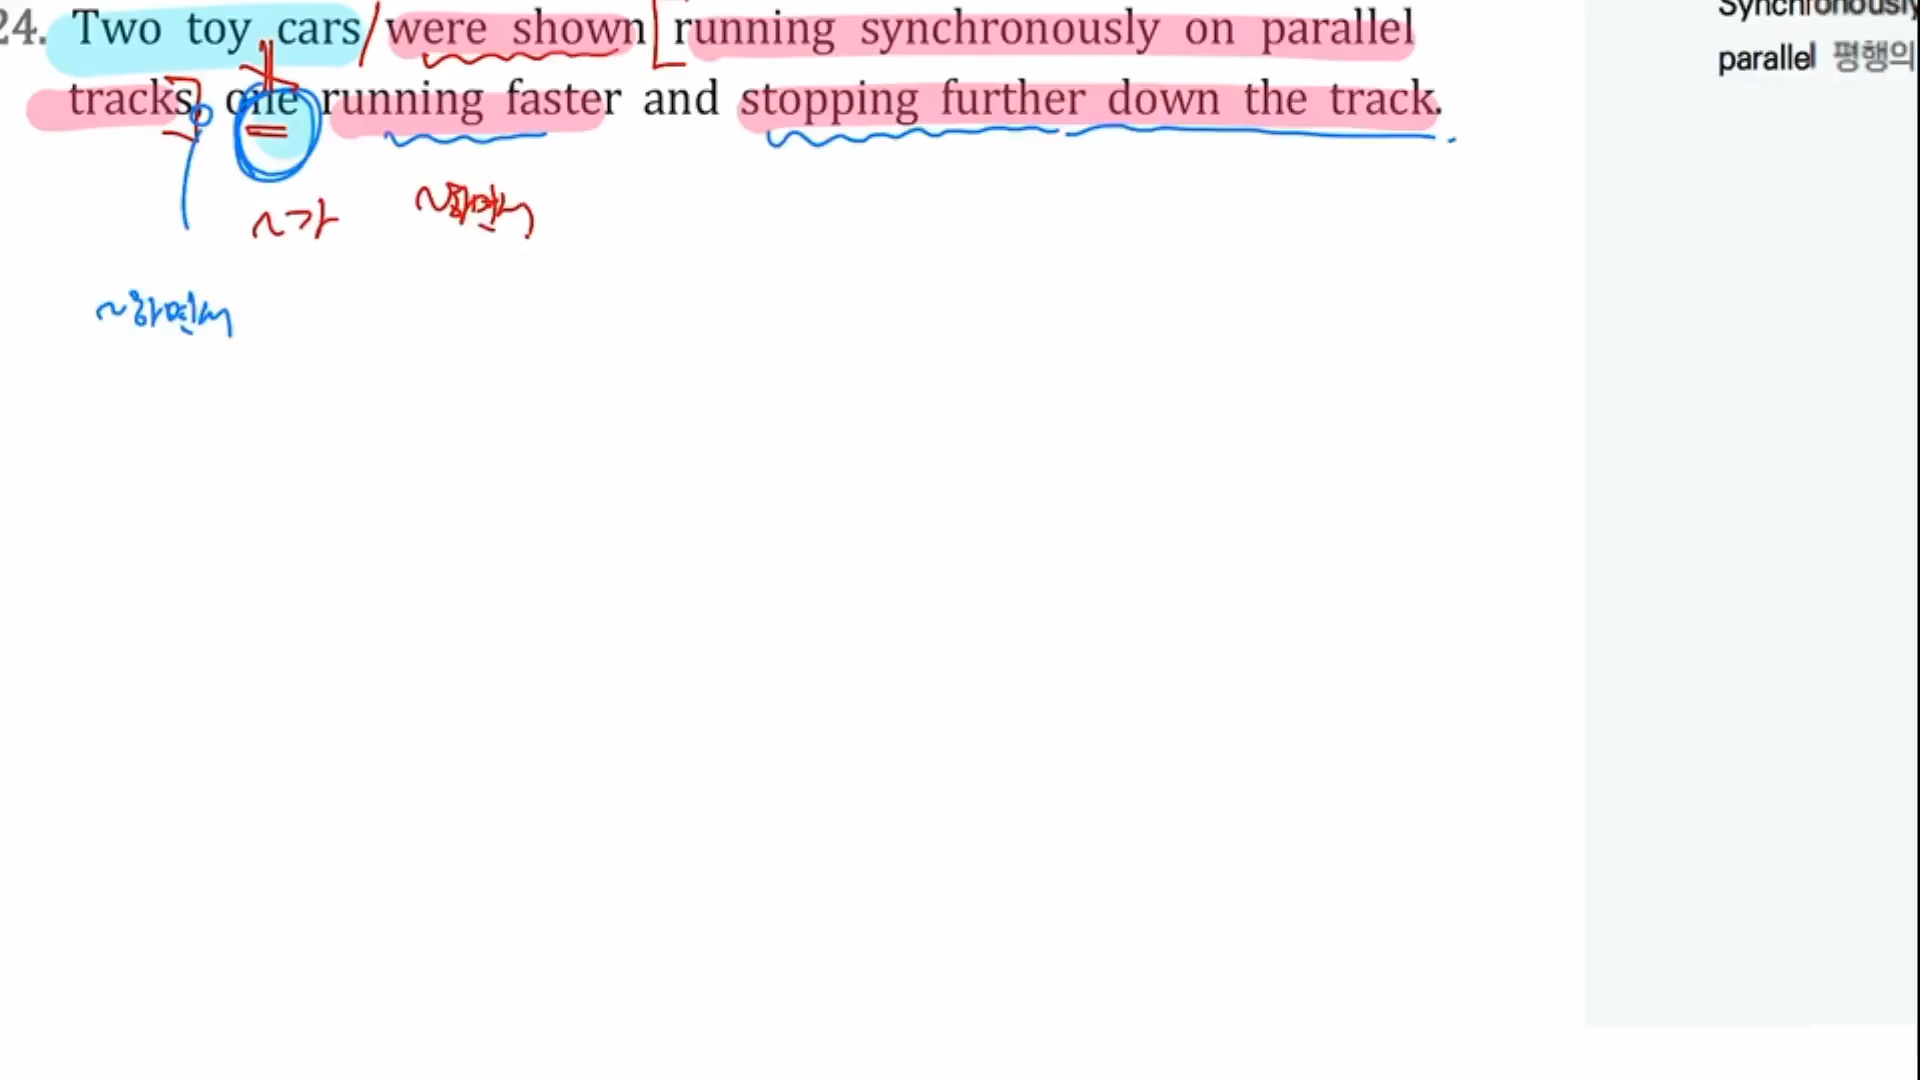 24. Two toy cars were shown running synchronously on parallel
tracks, one running faster and stopping further down the track.
~가
~하면서
~하면서
Synchronously
parallel 평행의